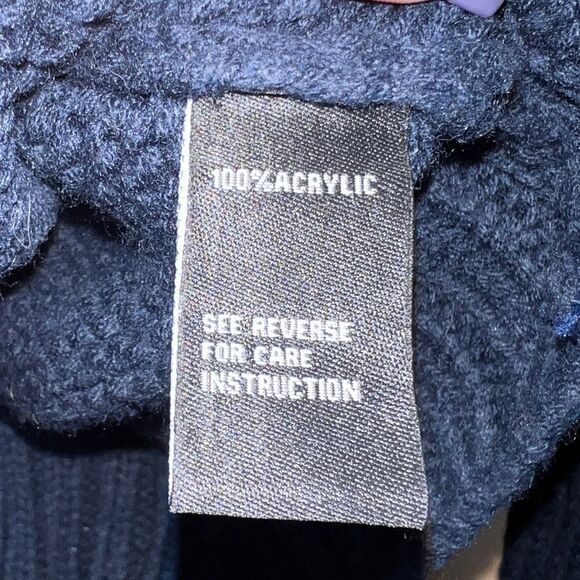 100%ACRYLIC
SEE REVERSE
FOR CARE
INSTRUCTION